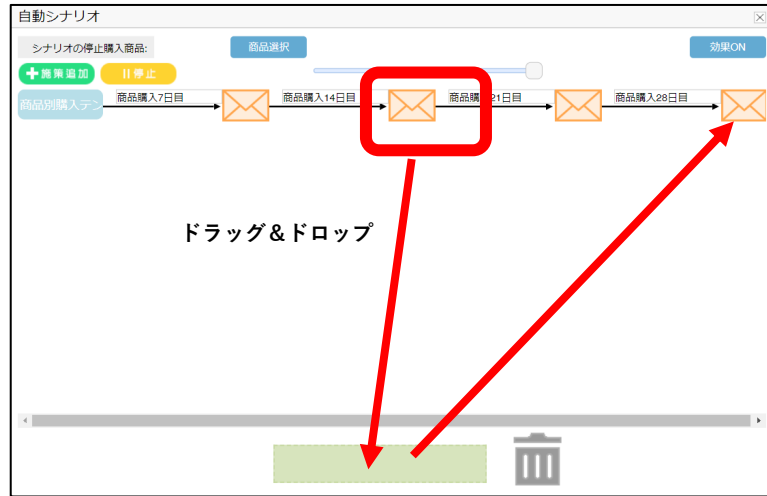 自動シナリオ
シナリオの停止購入商品:
商品選択
効果ON
施策追加
停止
商品別購入テン
商品購入7日目
商品購入14日目
商品購
21日目
商品購入28日目
ドラッグ＆ドロップ